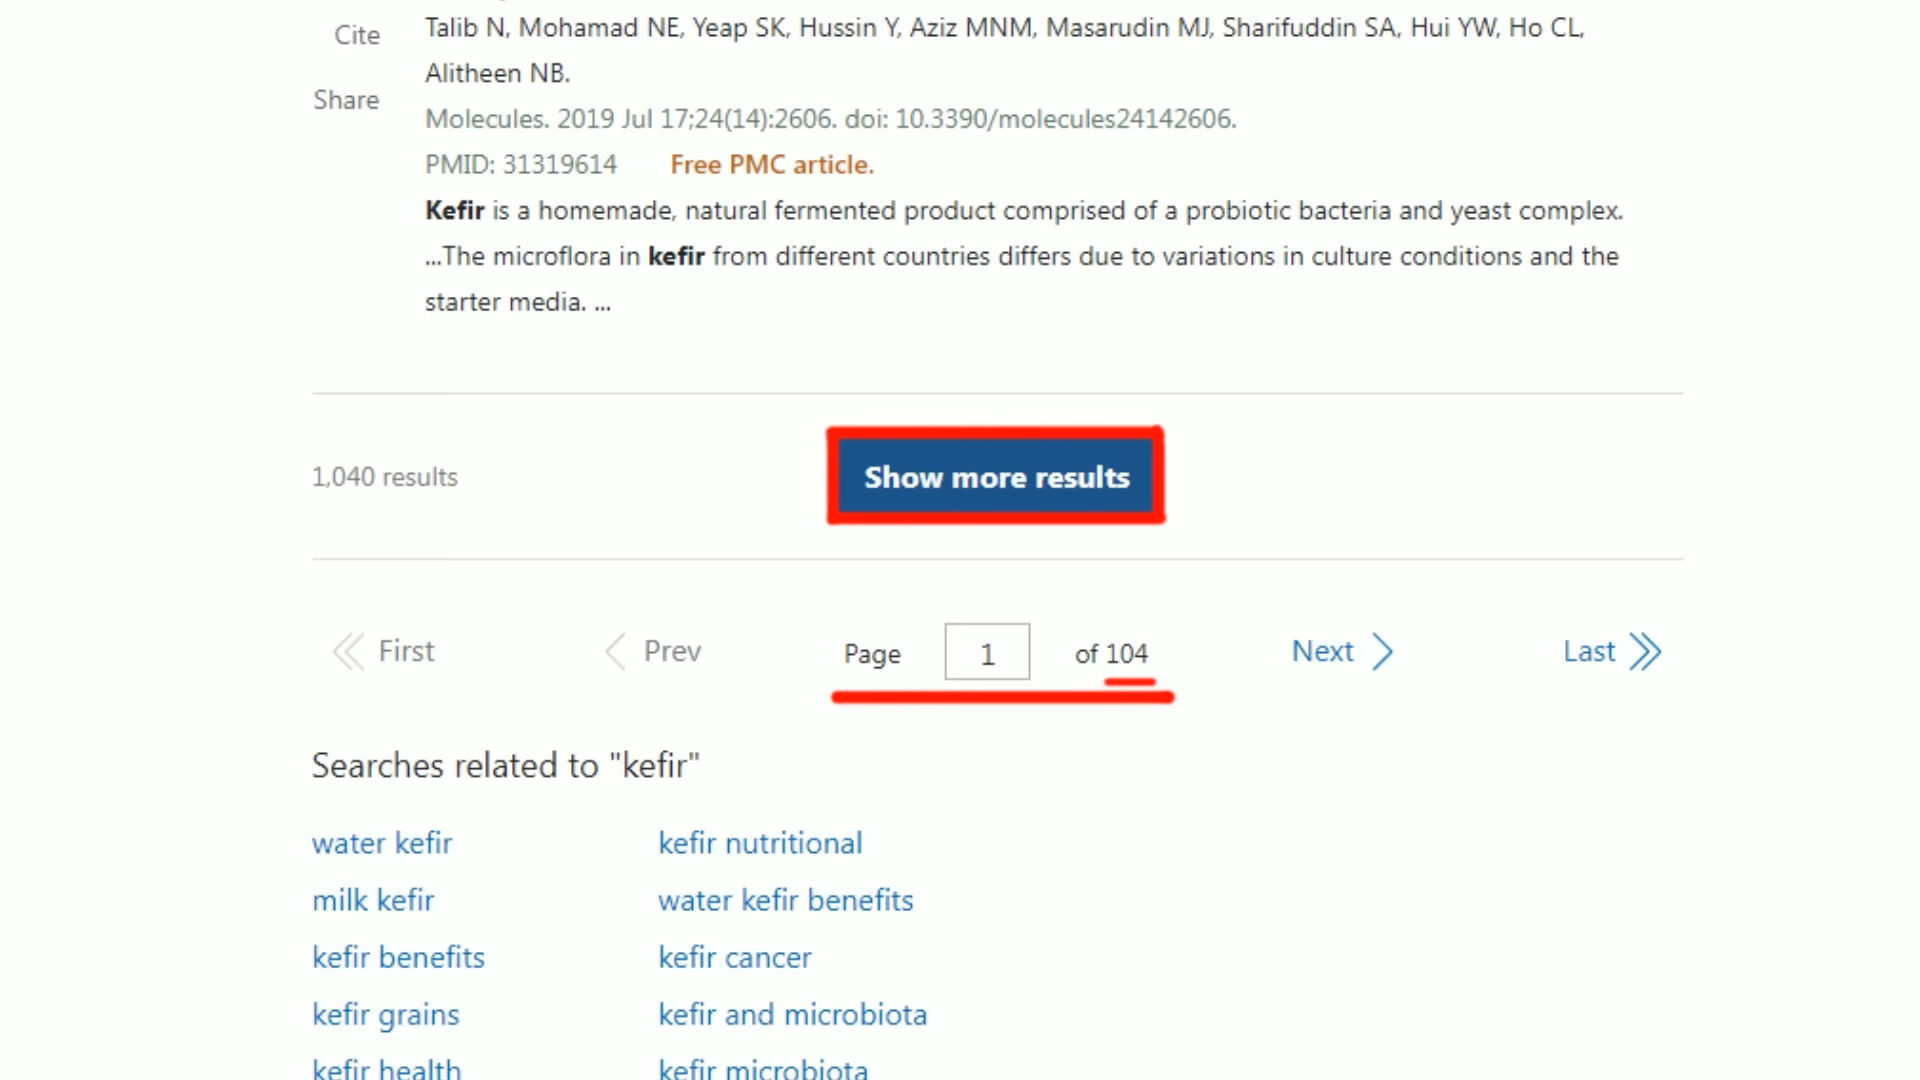 Cite
Share
Talib N, Mohamad NE, Yeap SK, Hussin Y, Aziz MNM, Masarudin MJ, Sharifuddin SA, Hui YW, Ho CL,
Alitheen NB.
Molecules. 2019 Jul 17;24(14):2606. doi: 10.3390/molecules24142606.
PMID: 31319614 Free PMC article.
Kefir is a homemade, natural fermented product comprised of a probiotic bacteria and yeast complex.
...The microflora in kefir from different countries differs due to variations in culture conditions and the
starter media. ...
1,040 results
Show more results
First Prev Page 1 of 104 Next Last
Searches related to "kefir"
water kefir
milk kefir
kefir benefits
kefir grains
kefir health
kefir nutritional
water kefir benefits
kefir cancer
kefir and microbiota
kefir microbiota